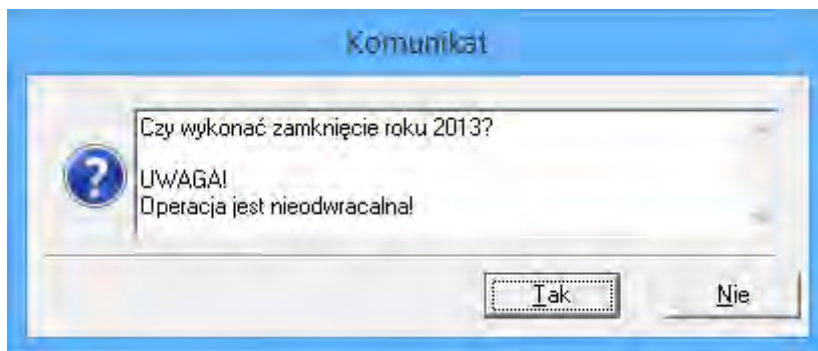 Komunikat
Czy wykonać zamknięcie roku 2013?
UWAGA!
Operacja jest nieodwracalna!
Tak
Nie